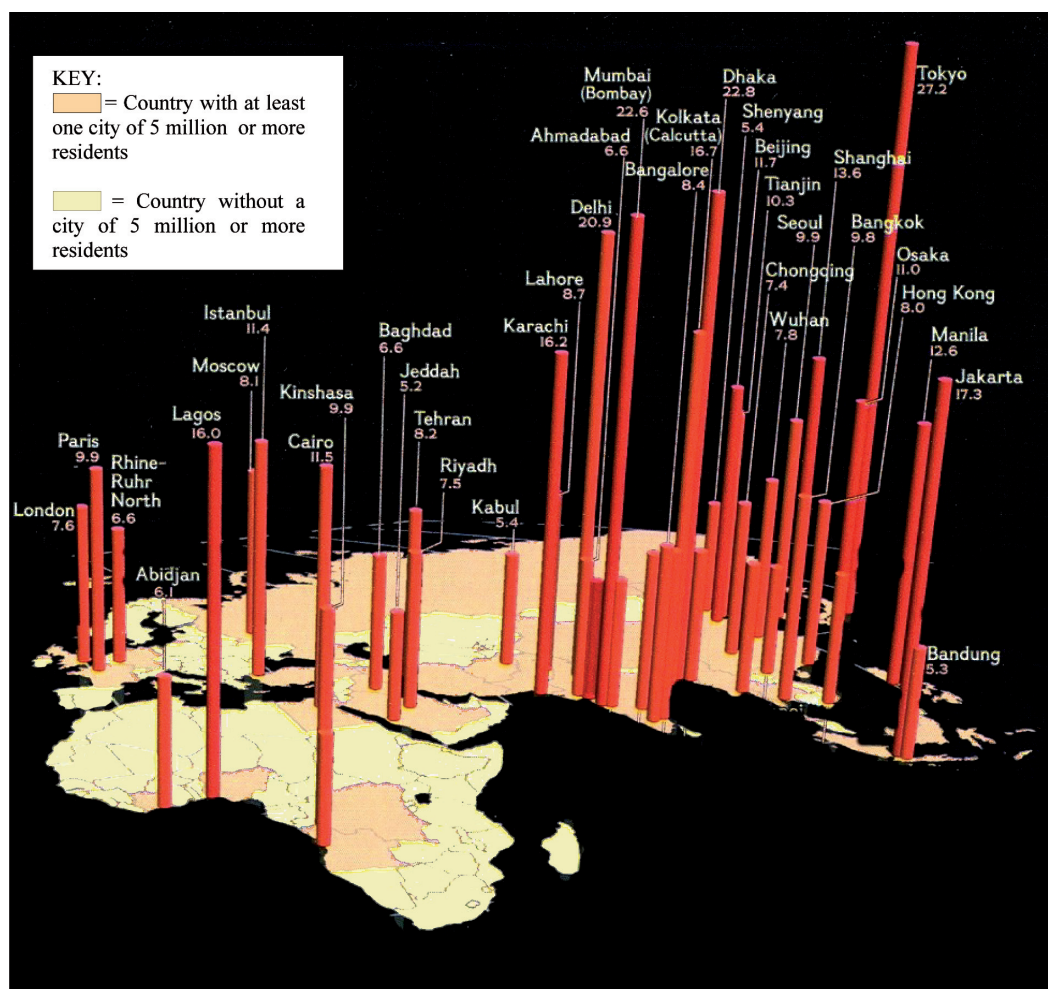 KEY:
= Country with at least
one city of 5 million or more
residents
= Country without a
city of 5 million or more
residents
Tokyo
27.2
Mumbai
(Bombay)
22.6
Dhaka
22.8
Kolkata
(Calcutta)
16.7
Shenyang
5.4
Ahmadabad
6.6
Beijing
11.7
Shanghai
13.6
Bangalore
8.4
Tianjin
10.3
Delhi
20.9
Seoul
9.9
Bangkok
9.8
Osaka
11.0
Lahore
8.7
Chongqing
7.4
Hong Kong
8.0
Istanbul
11.4
Karachi
16.2
Wuhan
7.8
Baghdad
6.6
Manila
12.6
Moscow
8.1
Jeddah
5.2
Jakarta
17.3
Kinshasa
9.9
Lagos
16.0
Tehran
8.2
Paris
9.9
Cairo
11.5
Rhine-
Ruhr
North
6.6
Riyadh
7.5
London
7.6
Kabul
5.4
Abidjan
6.1
Bandung
5.3